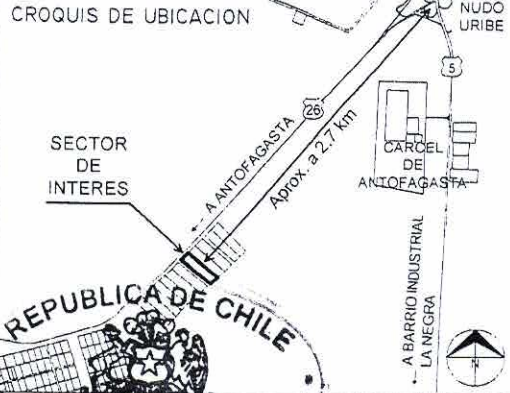 CROQUIS DE UBICACION
NUDO
URIBE
5
26
SECTOR
DE
INTERES
A ANTOFAGASTA
Aprox. a 2.7 km
CARCEL
DE
ANTOFAGASTA
A BARRIO INDUSTRIAL
LA NEGRA
REPUBLICA DE CHILE
N